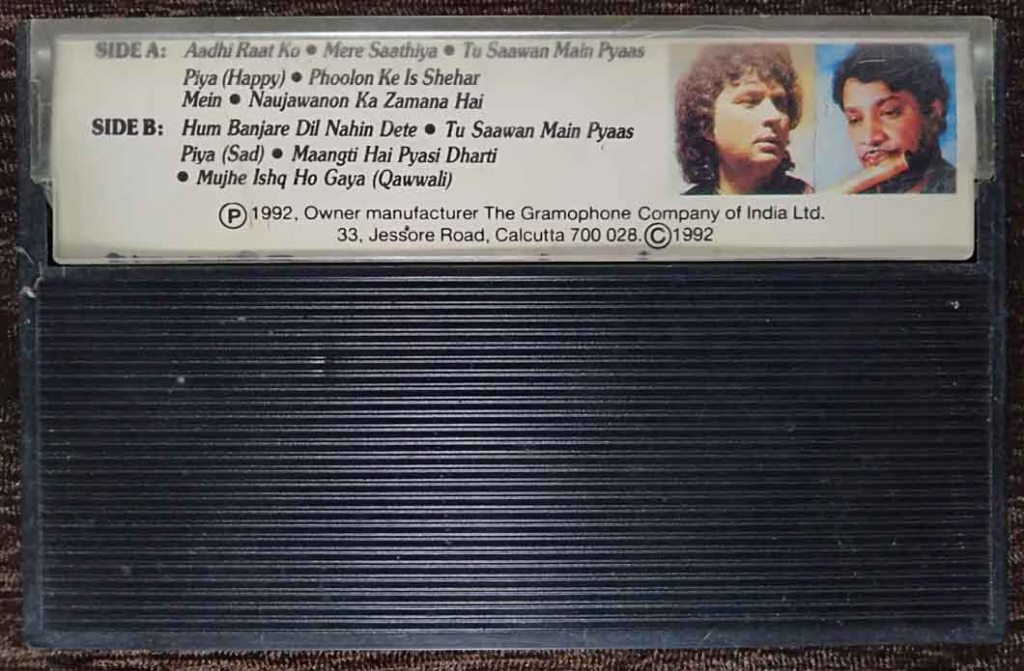 SIDE A: Aadhi Raat Ko ● Mere Saathiya ● Tu Saawan Main Pyaas
Piya (Happy) ● Phoolon Ke Is Shehar
Mein ● Naujawanon Ka Zamana Hai
SIDE B: Hum Banjare Dil Nahin Dete ● Tu Saawan Main Pyaas
Piya (Sad) ● Maangti Hai Pyasi Dharti
● Mujhe Ishq Ho Gaya (Qawwali)
Ⓟ 1992, Owner manufacturer The Gramophone Company of India Ltd.
33, Jessore Road, Calcutta 700 028. Ⓒ 1992